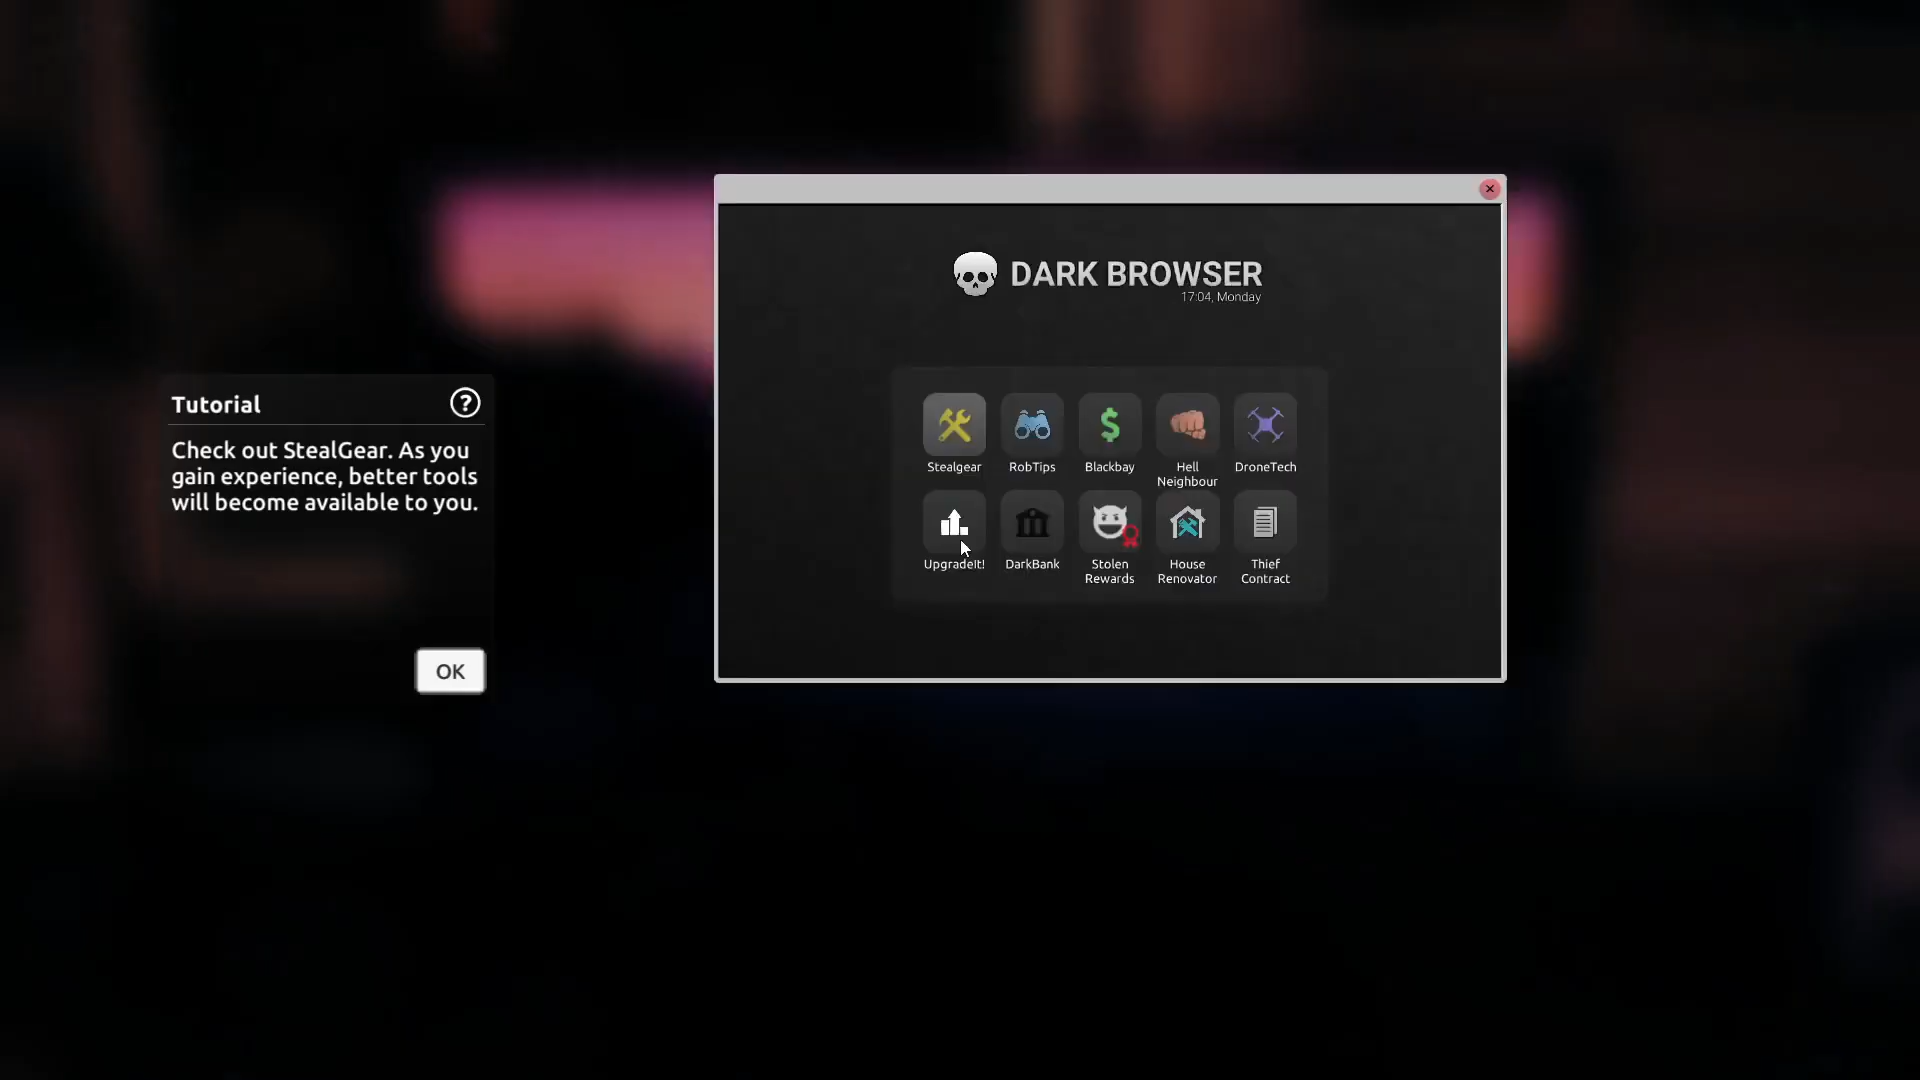 DARK BROWSER
17:04, Monday
Tutorial
?
Check out StealGear. As you
gain experience, better tools
will become available to you.
OK
Stealgear
RobTips
Blackbay
Hell
Neighbour
DroneTech
UpgradeIt!
DarkBank
Stolen
Rewards
House
Renovator
Thief
Contract